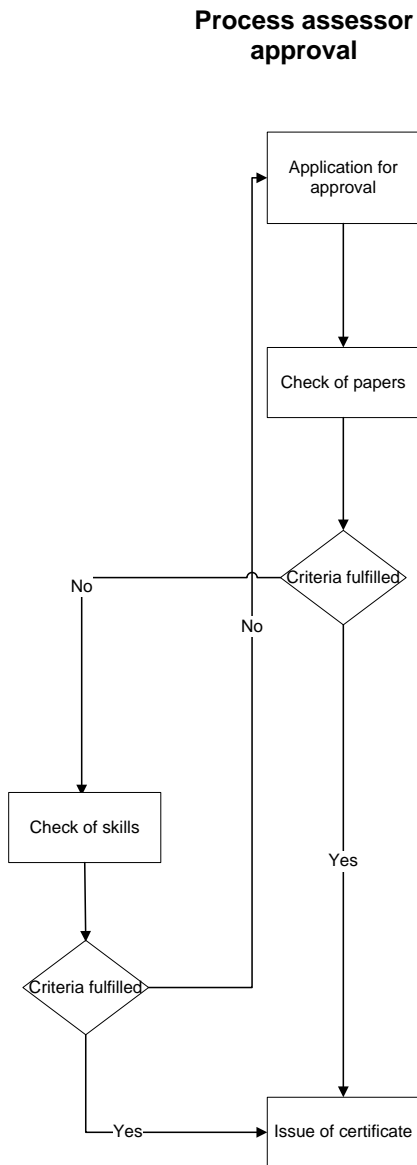 Process assessor
approval
Application for
approval
Check of papers
Criteria fulfilled
No
No
Check of skills
Yes
Criteria fulfilled
Yes
Issue of certificate